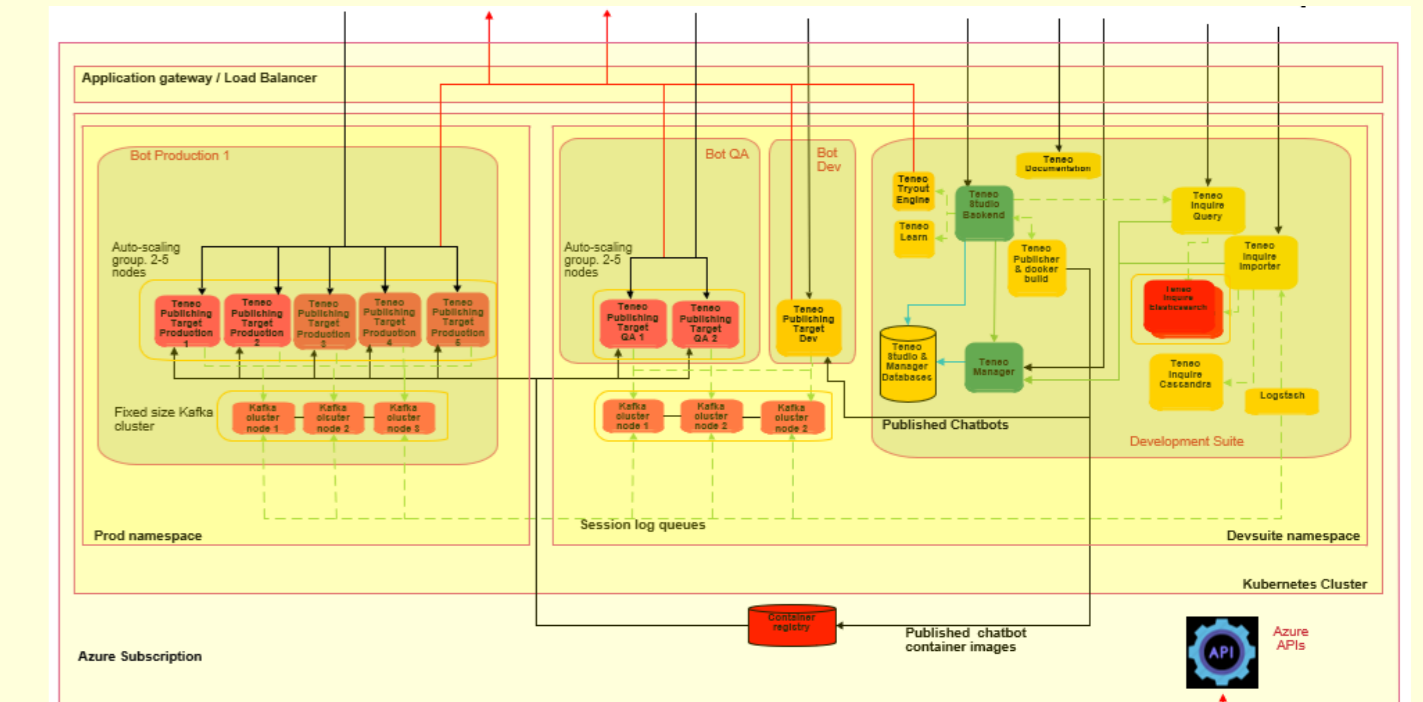 Application gateway / Load Balancer
Bot Production 1
Bot QA
Bot
Dev
Auto-scaling
group. 2-5
nodes
Teneo
Publishing
Target
Production
1
Teneo
Publishing
Target
Production
2
Teneo
Publishing
Target
Production
3
Teneo
Publishing
Target
Production
4
Teneo
Publishing
Target
Production
5
Fixed size Kafka
cluster
Kafka
cluster
node 1
Kafka
cluster
node 2
Kafka
cluster
node 3
Prod namespace
Auto-scaling
group. 2-5
nodes
Teneo
Publishing
Target
QA 1
Teneo
Publishing
Target
QA 2
Teneo
Publishing
Target
Dev
Kafka
cluster
node 1
Kafka
cluster
node 2
Kafka
cluster
node 2
Session log queues
Teneo
Tryout
Engine
Teneo
Learn
Teneo
Studio
Backend
Teneo
Documentation
Teneo
Publisher
& docker
build
Teneo
Inquire
Query
Teneo
Inquire
Importer
Teneo
Inquire
Elasticsearch
Teneo
Studio &
Manager
Databases
Teneo
Manager
Teneo
Inquire
Cassandra
Logstash
Published Chatbots
Development Suite
Devsuite namespace
Kubernetes Cluster
Container
registry
Published chatbot
container images
Azure Subscription
API
Azure
APIs